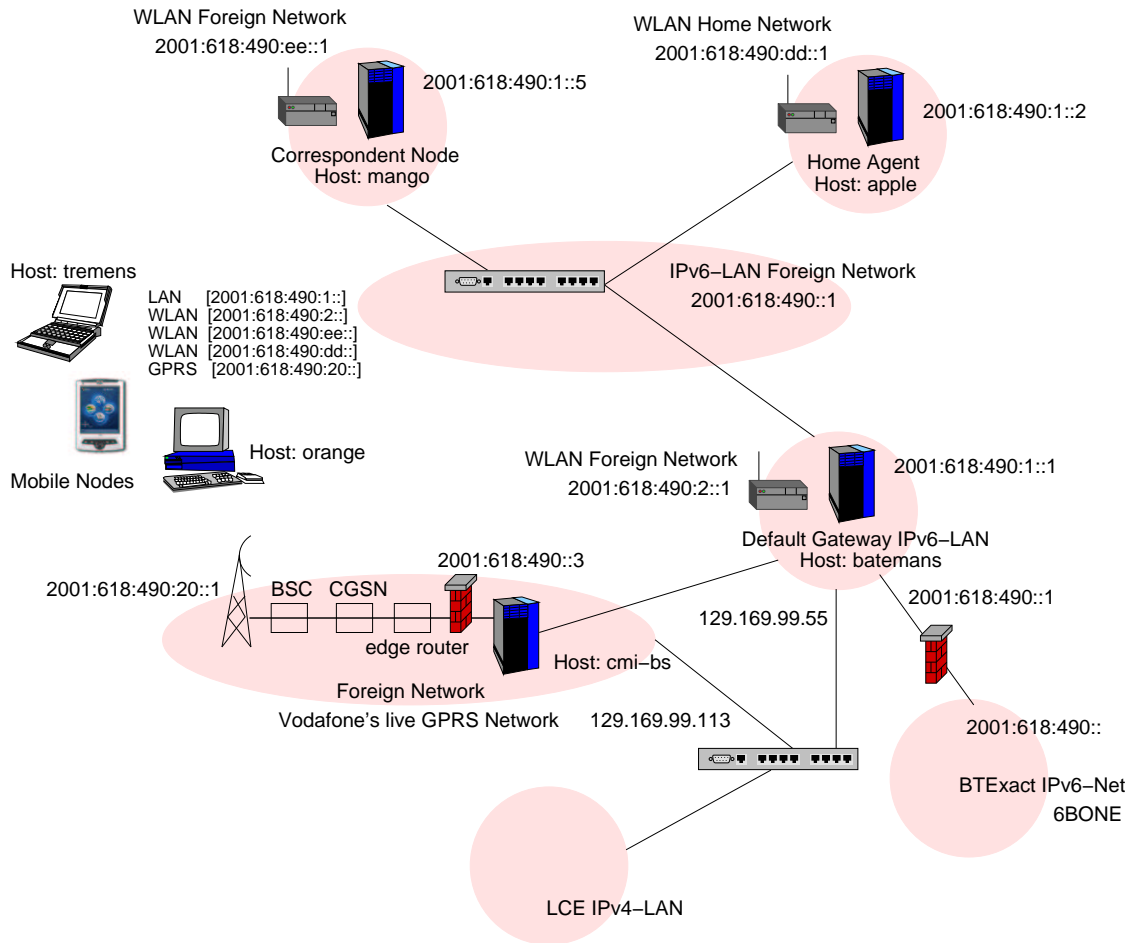 WLAN Foreign Network
2001:618:490:ee::1
2001:618:490:1::5
Correspondent Node
Host: mango
WLAN Home Network
2001:618:490:dd::1
2001:618:490:1::2
Home Agent
Host: apple
IPv6−LAN Foreign Network
2001:618:490::1
Host: tremens
LAN [2001:618:490:1::]
WLAN [2001:618:490:2::]
WLAN [2001:618:490:ee::]
WLAN [2001:618:490:dd::]
GPRS [2001:618:490:20::]
Host: orange
Mobile Nodes
WLAN Foreign Network
2001:618:490:2::1
2001:618:490:1::1
Default Gateway IPv6−LAN
Host: batemans
2001:618:490::3
2001:618:490:20::1
BSC
CGSN
edge router
Host: cmi−bs
Foreign Network
Vodafone's live GPRS Network
129.169.99.55
129.169.99.113
2001:618:490::1
2001:618:490::
BTExact IPv6−Net
6BONE
LCE IPv4−LAN